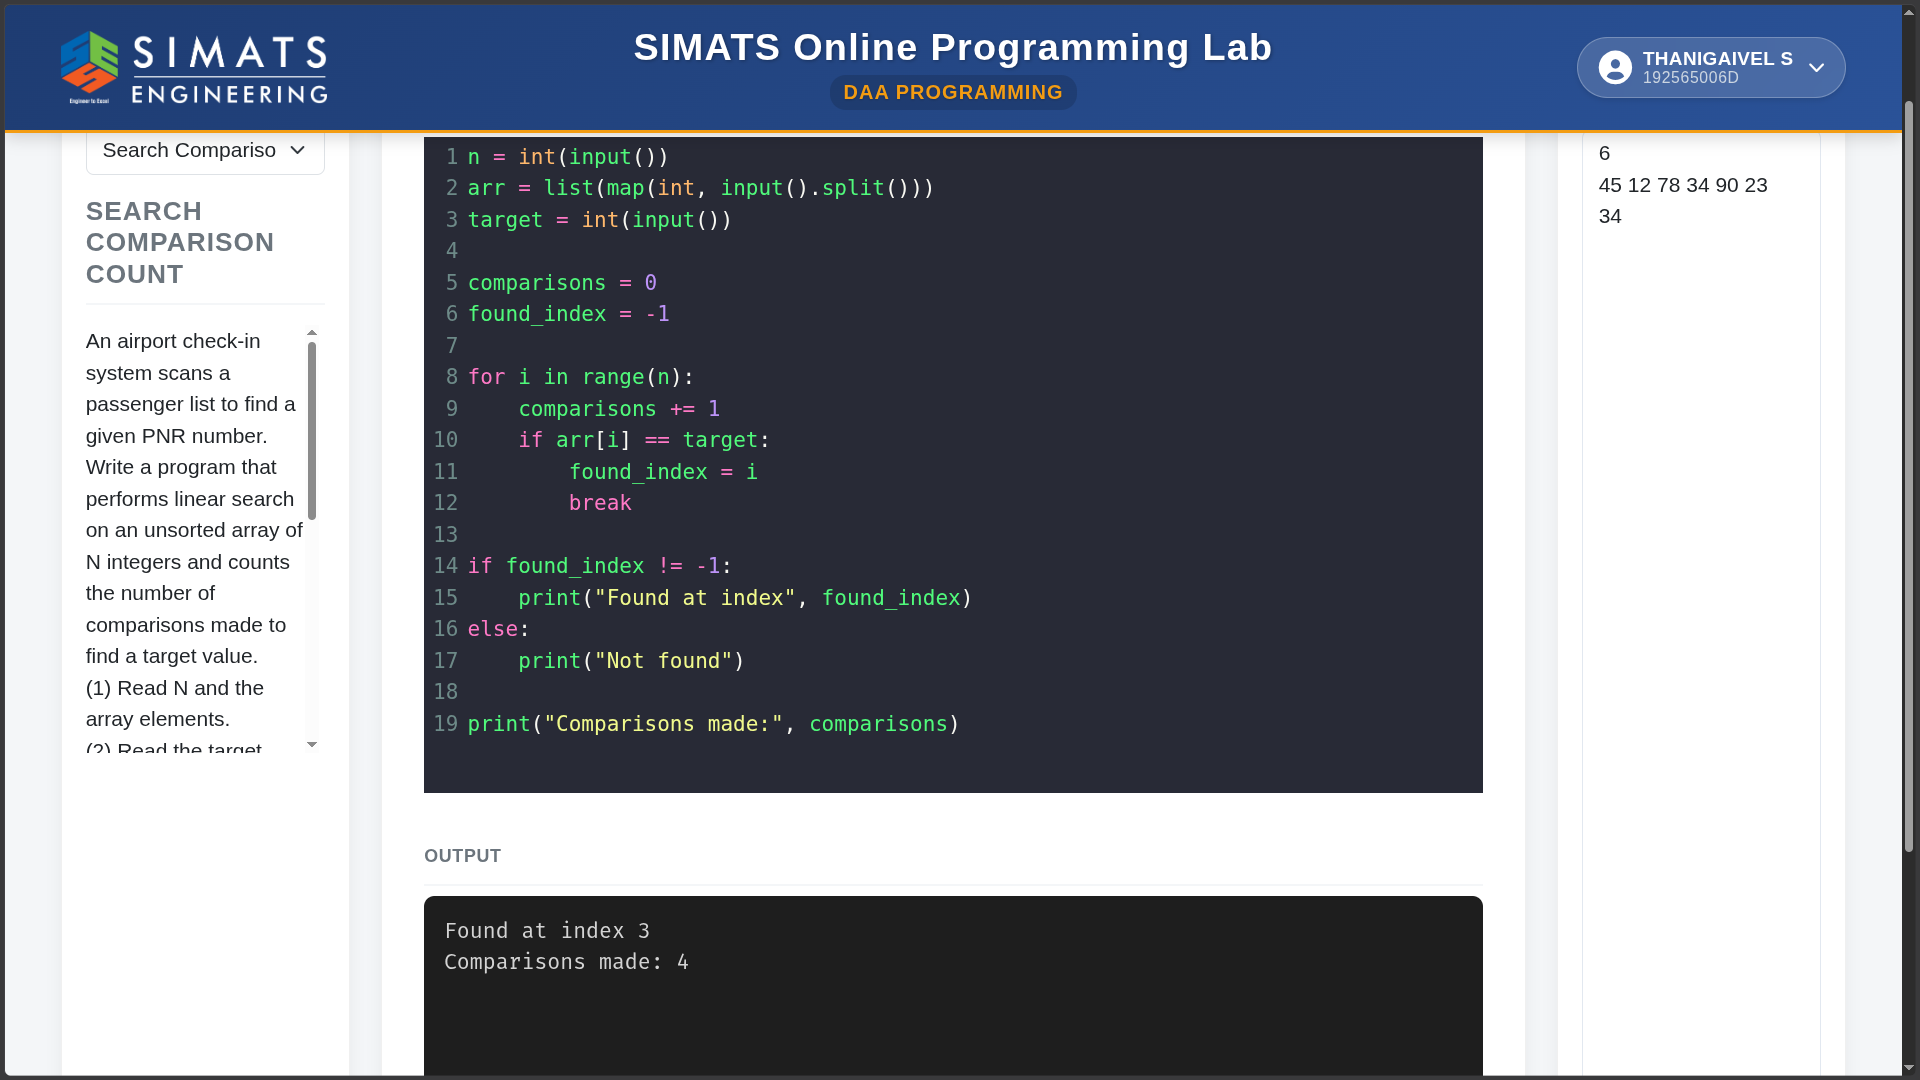 SIMATS
ENGINEERING
Engineer to Excel
SIMATS Online Programming Lab
DAA PROGRAMMING
THANIGAIVEL S
192565006D
Search Compariso
SEARCH
COMPARISON
COUNT
An airport check-in
system scans a
passenger list to find a
given PNR number.
Write a program that
performs linear search
on an unsorted array of
N integers and counts
the number of
comparisons made to
find a target value.
(1) Read N and the
array elements.
(2) Read the target
1 n = int(input())
2 arr = list(map(int, input().split()))
3 target = int(input())
4
5 comparisons = 0
6 found_index = -1
7
8 for i in range(n):
9     comparisons += 1
10     if arr[i] == target:
11         found_index = i
12         break
13
14 if found_index != -1:
15     print("Found at index", found_index)
16 else:
17     print("Not found")
18
19 print("Comparisons made:", comparisons)
OUTPUT
Found at index 3
Comparisons made: 4
6
45 12 78 34 90 23
34